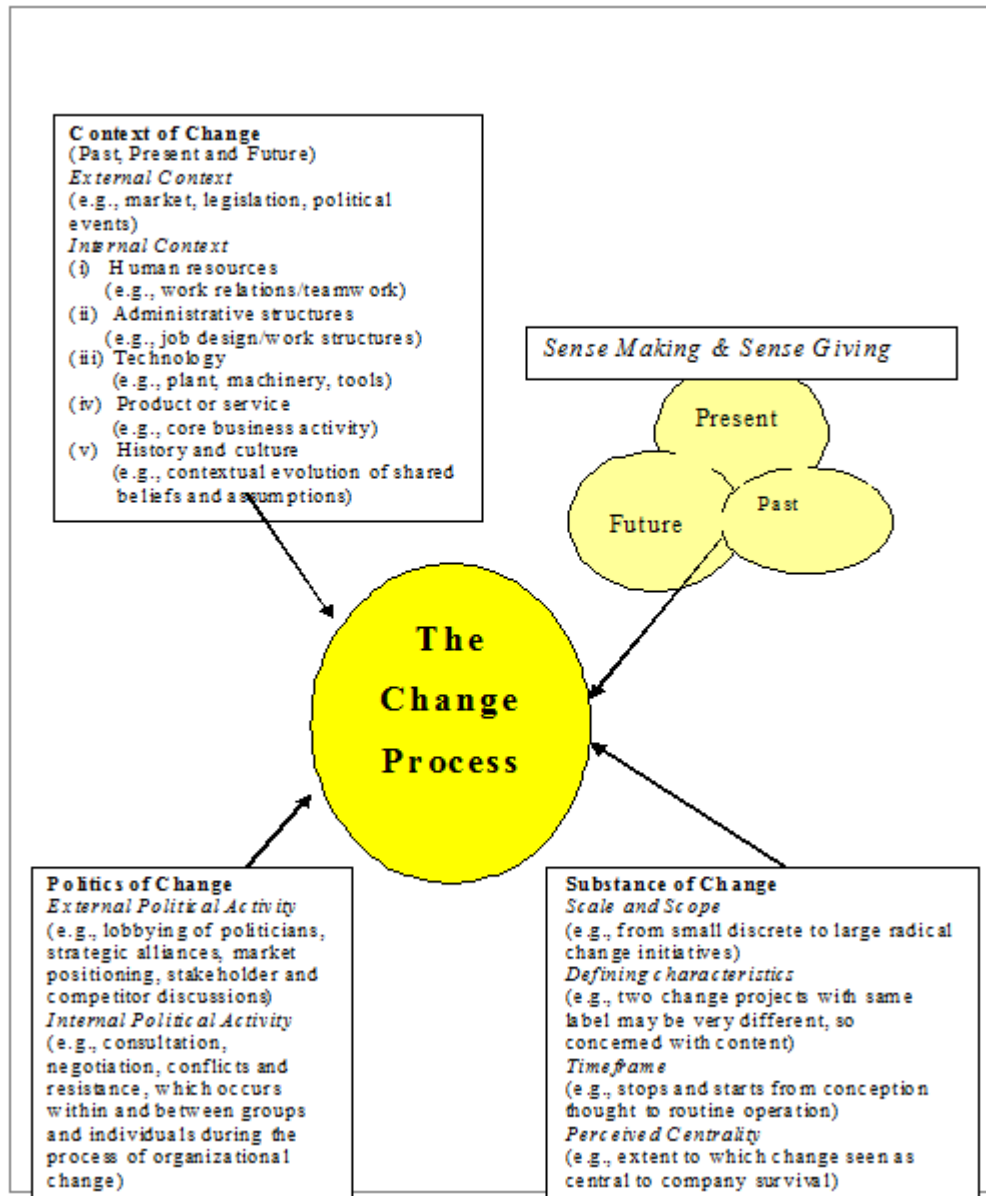 Context of Change
(Past, Present and Future)
External Context
(e.g., market, legislation, political
events)
Internal Context
(i) Human resources
(e.g., work relations/teamwork)
(ii) Administrative structures
(e.g., job design/work structures)
(iii) Technology
(e.g., plant, machinery, tools)
(iv) Product or service
(e.g., core business activity)
(v) History and culture
(e.g., contextual evolution of shared
beliefs and assumptions)
Sense Making & Sense Giving
Present
Future
Past
The
Change
Process
Politics of Change
External Political Activity
(e.g., lobbying of politicians,
strategic alliances, market
positioning, stakeholder and
competitor discussions)
Internal Political Activity
(e.g., consultation,
negotiation, conflicts and
resistance, which occurs
within and between groups
and individuals during the
process of organizational
change)
Substance of Change
Scale and Scope
(e.g., from small discrete to large radical
change initiatives)
Defining characteristics
(e.g., two change projects with same
label may be very different, so
concerned with content)
Timeframe
(e.g., stops and starts from conception
thought to routine operation)
Perceived Centrality
(e.g., extent to which change seen as
central to company survival)